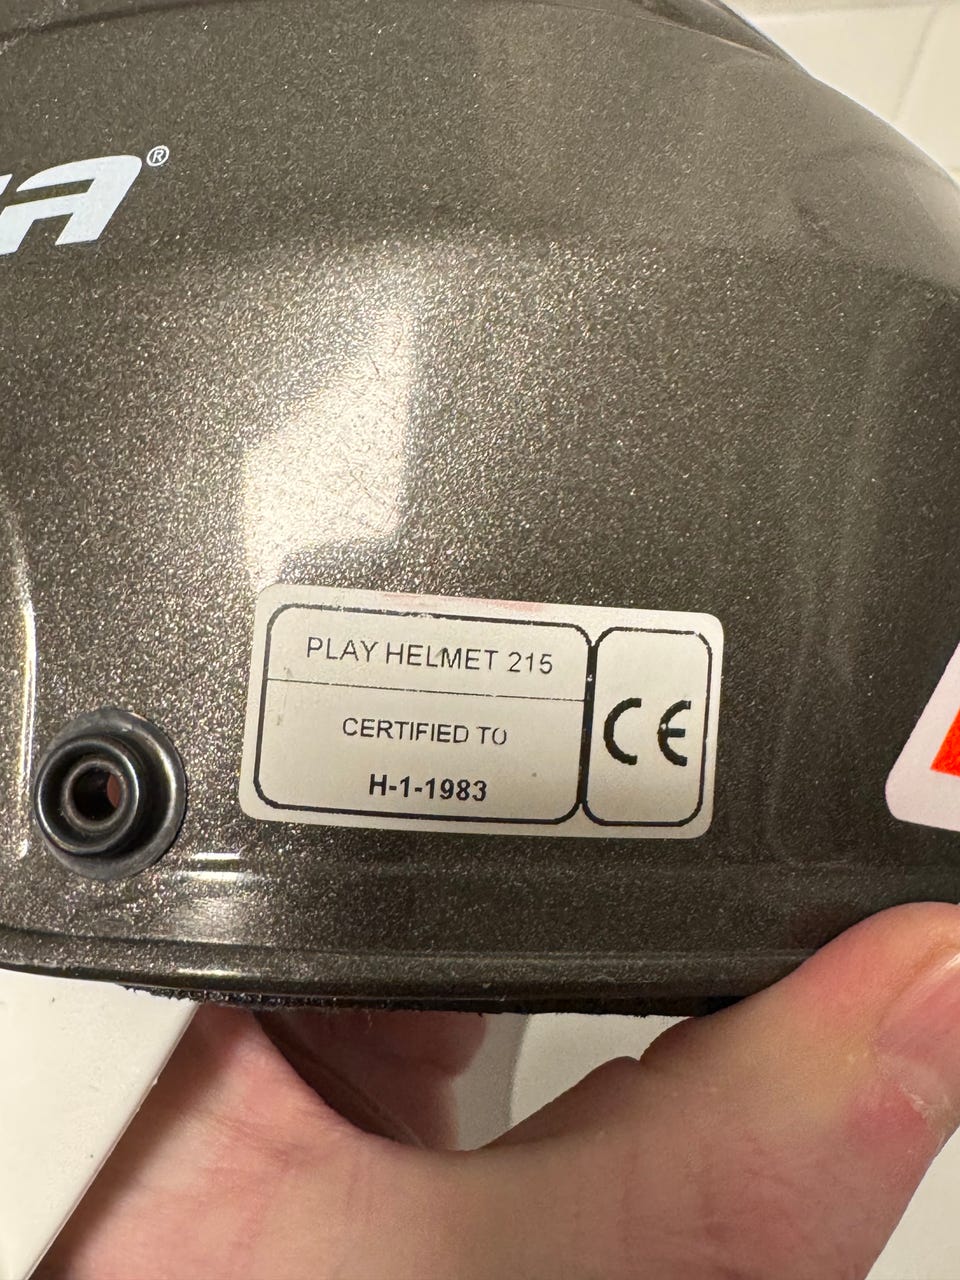 A®
PLAY HELMET 215
CERTIFIED TO
H-1-1983
CE